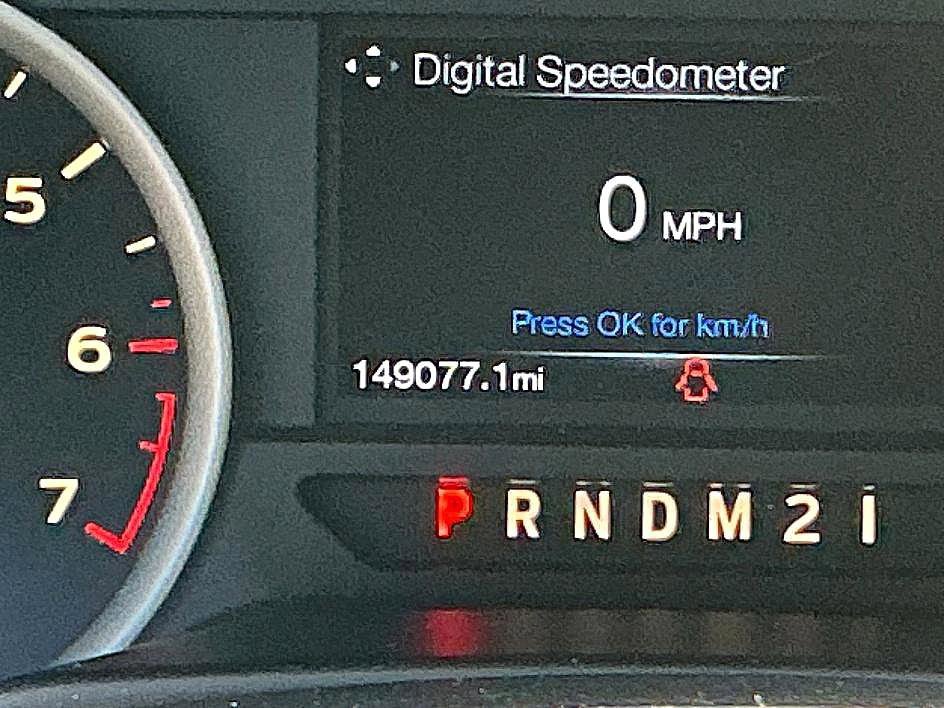 Digital Speedometer
5
0 MPH
6
Press OK for km/h
149077.1mi
7
P R N D M 2 1